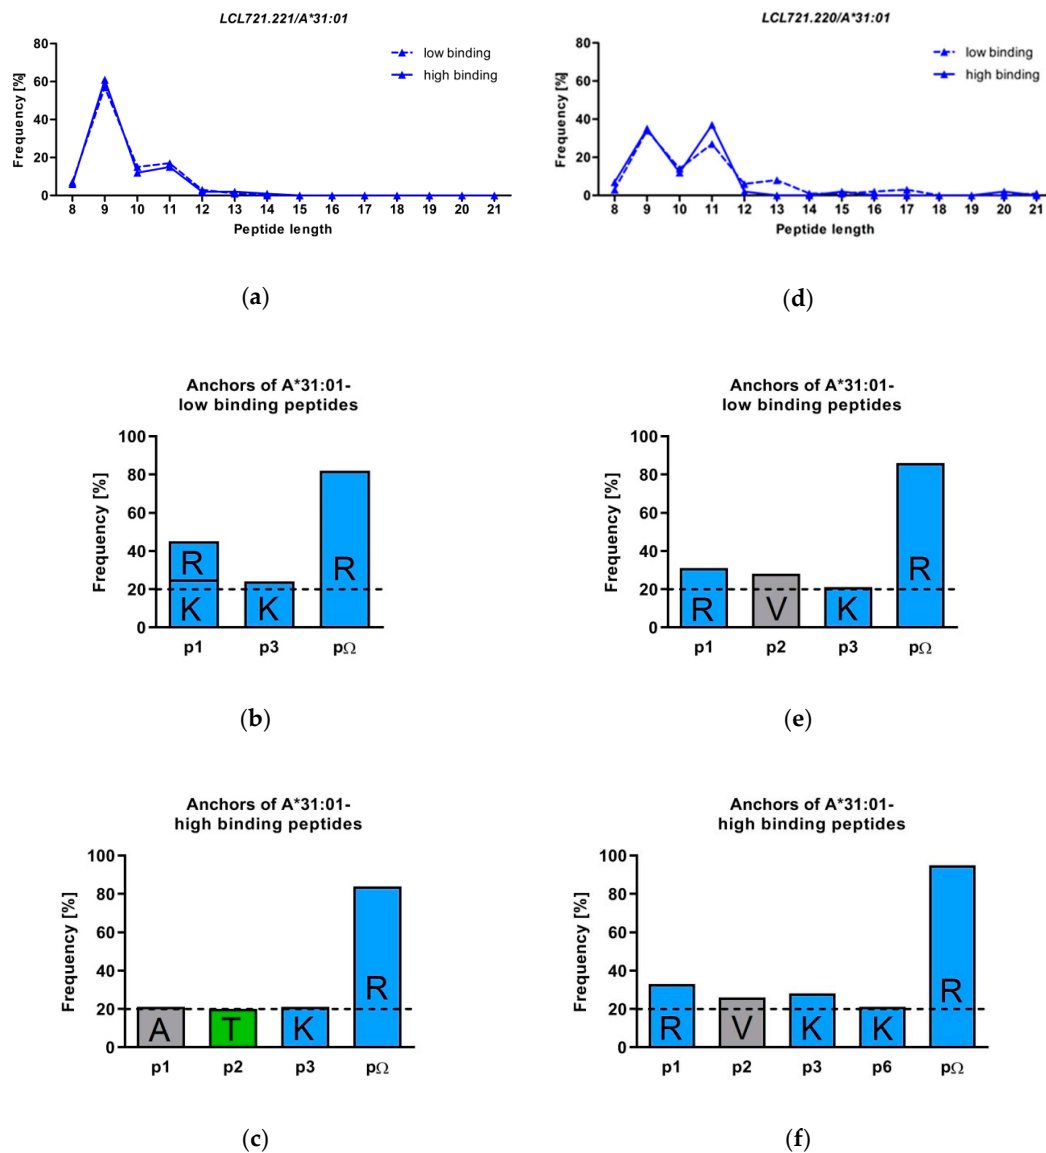 LCL721.221/A*31:01
low binding
high binding
Frequency [%]
80
60
40
20
0
8 9 10 11 12 13 14 15 16 17 18 19 20 21
Peptide length
(a)
LCL721.220/A*31:01
low binding
high binding
Frequency [%]
80
60
40
20
0
8 9 10 11 12 13 14 15 16 17 18 19 20 21
Peptide length
(d)
Anchors of A*31:01-
low binding peptides
Frequency [%]
100
80
60
40
20
0
R
K
K
R
p1 p3 pΩ
(b)
Anchors of A*31:01-
low binding peptides
Frequency [%]
100
80
60
40
20
0
R
V
K
R
p1 p2 p3 pΩ
(e)
Anchors of A*31:01-
high binding peptides
Frequency [%]
100
80
60
40
20
0
A
T
K
R
p1 p2 p3 pΩ
(c)
Anchors of A*31:01-
high binding peptides
Frequency [%]
100
80
60
40
20
0
R
V
K
K
R
p1 p2 p3 p6 pΩ
(f)